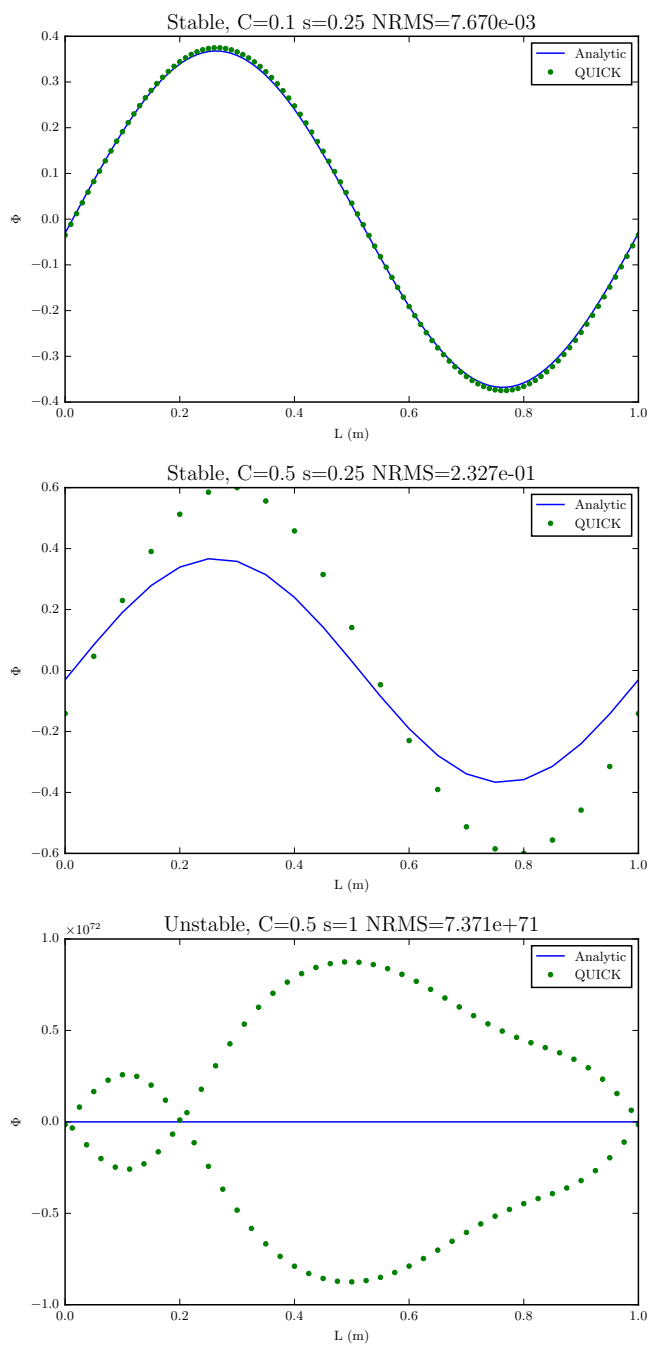 Stable, C=0.1 s=0.25 NRMS=7.670e-03
Analytic
QUICK
0.4
0.3
0.2
0.1
0.0
−0.1
−0.2
−0.3
−0.4
Φ
0.0 0.2 0.4 0.6 0.8 1.0
L (m)
Stable, C=0.5 s=0.25 NRMS=2.327e-01
Analytic
QUICK
0.6
0.4
0.2
0.0
−0.2
−0.4
−0.6
Φ
0.0 0.2 0.4 0.6 0.8 1.0
L (m)
Unstable, C=0.5 s=1 NRMS=7.371e+71
×10⁷²
Analytic
QUICK
1.0
0.5
0.0
−0.5
−1.0
Φ
0.0 0.2 0.4 0.6 0.8 1.0
L (m)